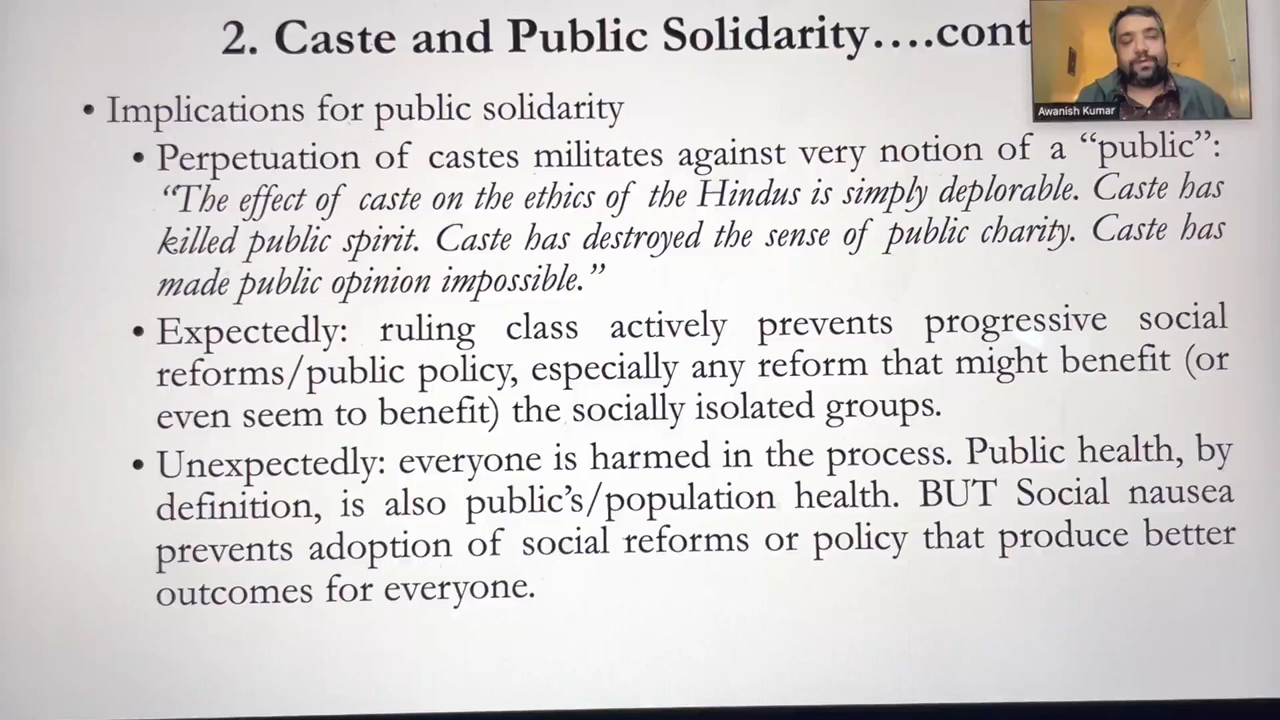 2. Caste and Public Solidarity....cont
Awanish Kumar
• Implications for public solidarity
• Perpetuation of castes militates against very notion of a “public”:
“The effect of caste on the ethics of the Hindus is simply deplorable. Caste has
killed public spirit. Caste has destroyed the sense of public charity. Caste has
made public opinion impossible.”
• Expectedly: ruling class actively prevents progressive social
reforms/public policy, especially any reform that might benefit (or
even seem to benefit) the socially isolated groups.
• Unexpectedly: everyone is harmed in the process. Public health, by
definition, is also public’s/population health. BUT Social nausea
prevents adoption of social reforms or policy that produce better
outcomes for everyone.